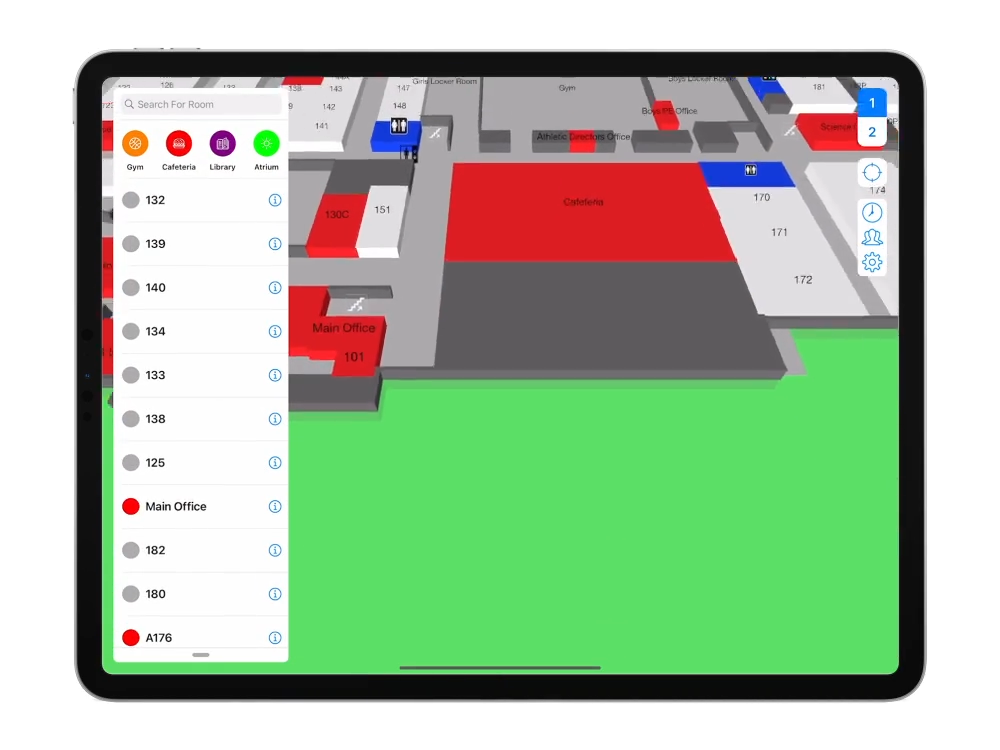 Search For Room
Gym
Cafeteria
Library
Atrium
132
139
140
134
133
138
125
Main Office
182
180
A176
126
138
143
142
141
147
148
Girls Locker Room
Gym
Boys Locker Room
Boys PE Office
Athletic Directors Office
181
Science
1
2
174
130C
151
Cafeteria
170
171
172
Main Office
101